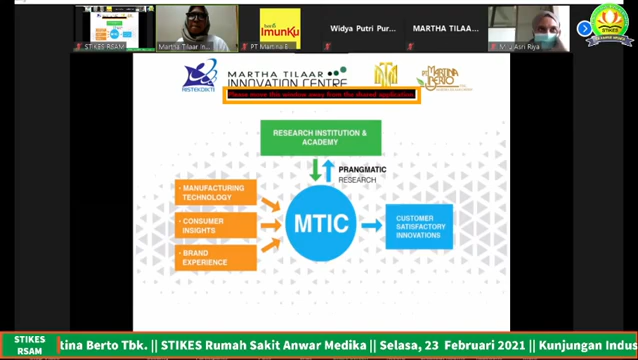 STIKES RSAM
Martha Tilaar In...
bantu
ImunKu
PT Martina B...
Widya Putri Pur...
MARTHA TILAA...
Asri Riya
STIKES
RISTEKDIKTI
MARTHA TILAAR
INNOVATION CENTRE
Please move this window away from the shared application
MARTINA
BERTO
RESEARCH INSTITUTION &
ACADEMY
PRANGMATIC
RESEARCH
• MANUFACTURING
TECHNOLOGY
• CONSUMER
INSIGHTS
• BRAND
EXPERIENCE
MTIC
CUSTOMER
SATISFACTORY
INNOVATIONS
STIKES
RSAM
tina Berto Tbk. || STIKES Rumah Sakit Anwar Medika || Selasa, 23 Februari 2021 || Kunjungan Indus